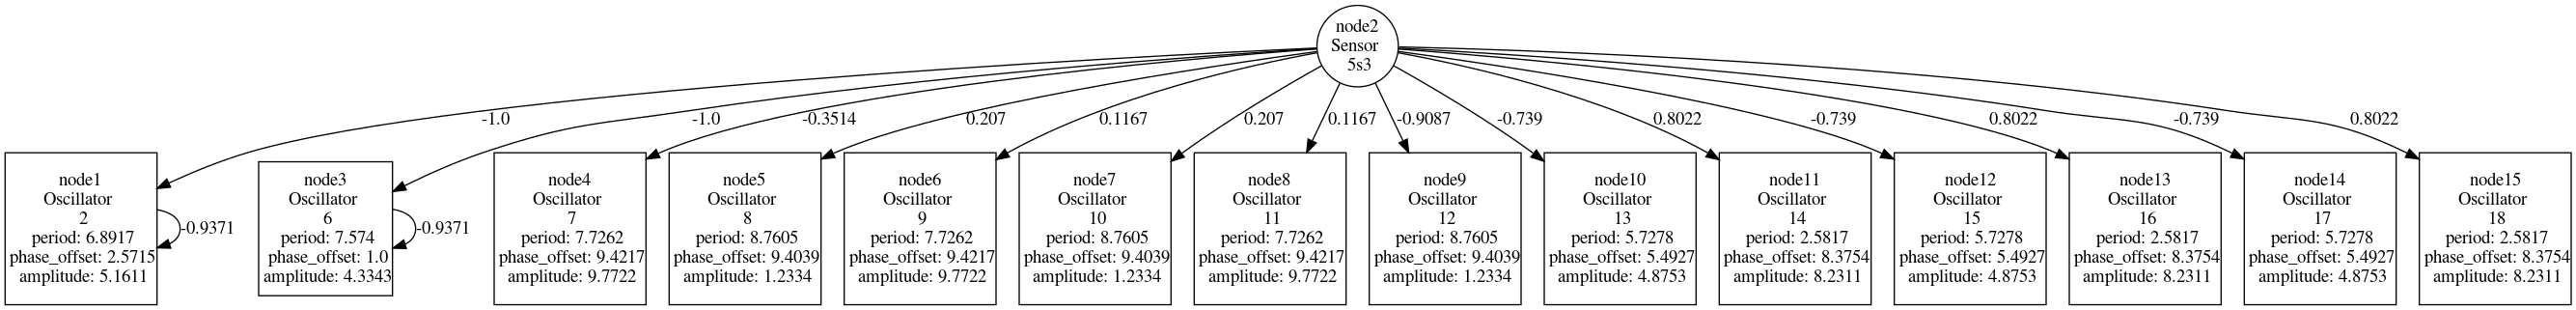 node2
Sensor
5s3
-1.0
-1.0
-0.3514
0.207
0.1167
0.207
0.1167
-0.9087
-0.739
0.8022
-0.739
0.8022
-0.739
0.8022
node1
Oscillator
2
period: 6.8917
phase_offset: 2.5715
amplitude: 5.1611
-0.9371
node3
Oscillator
6
period: 7.574
phase_offset: 1.0
amplitude: 4.3343
-0.9371
node4
Oscillator
7
period: 7.7262
phase_offset: 9.4217
amplitude: 9.7722
node5
Oscillator
8
period: 8.7605
phase_offset: 9.4039
amplitude: 1.2334
node6
Oscillator
9
period: 7.7262
phase_offset: 9.4217
amplitude: 9.7722
node7
Oscillator
10
period: 8.7605
phase_offset: 9.4039
amplitude: 1.2334
node8
Oscillator
11
period: 7.7262
phase_offset: 9.4217
amplitude: 9.7722
node9
Oscillator
12
period: 8.7605
phase_offset: 9.4039
amplitude: 1.2334
node10
Oscillator
13
period: 5.7278
phase_offset: 5.4927
amplitude: 4.8753
node11
Oscillator
14
period: 2.5817
phase_offset: 8.3754
amplitude: 8.2311
node12
Oscillator
15
period: 5.7278
phase_offset: 5.4927
amplitude: 4.8753
node13
Oscillator
16
period: 2.5817
phase_offset: 8.3754
amplitude: 8.2311
node14
Oscillator
17
period: 5.7278
phase_offset: 5.4927
amplitude: 4.8753
node15
Oscillator
18
period: 2.5817
phase_offset: 8.3754
amplitude: 8.2311